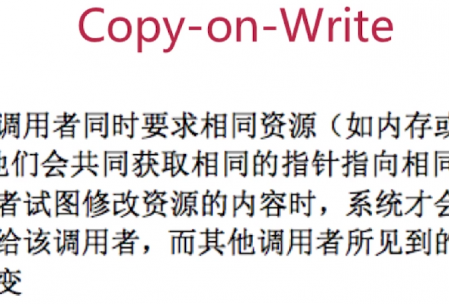 Copy-on-Write
调用者同时要求相同资源（如内存或
他们会共同获取相同的指针指向相同
者试图修改资源的内容时，系统才会
给该调用者，而其他调用者所见到的
变